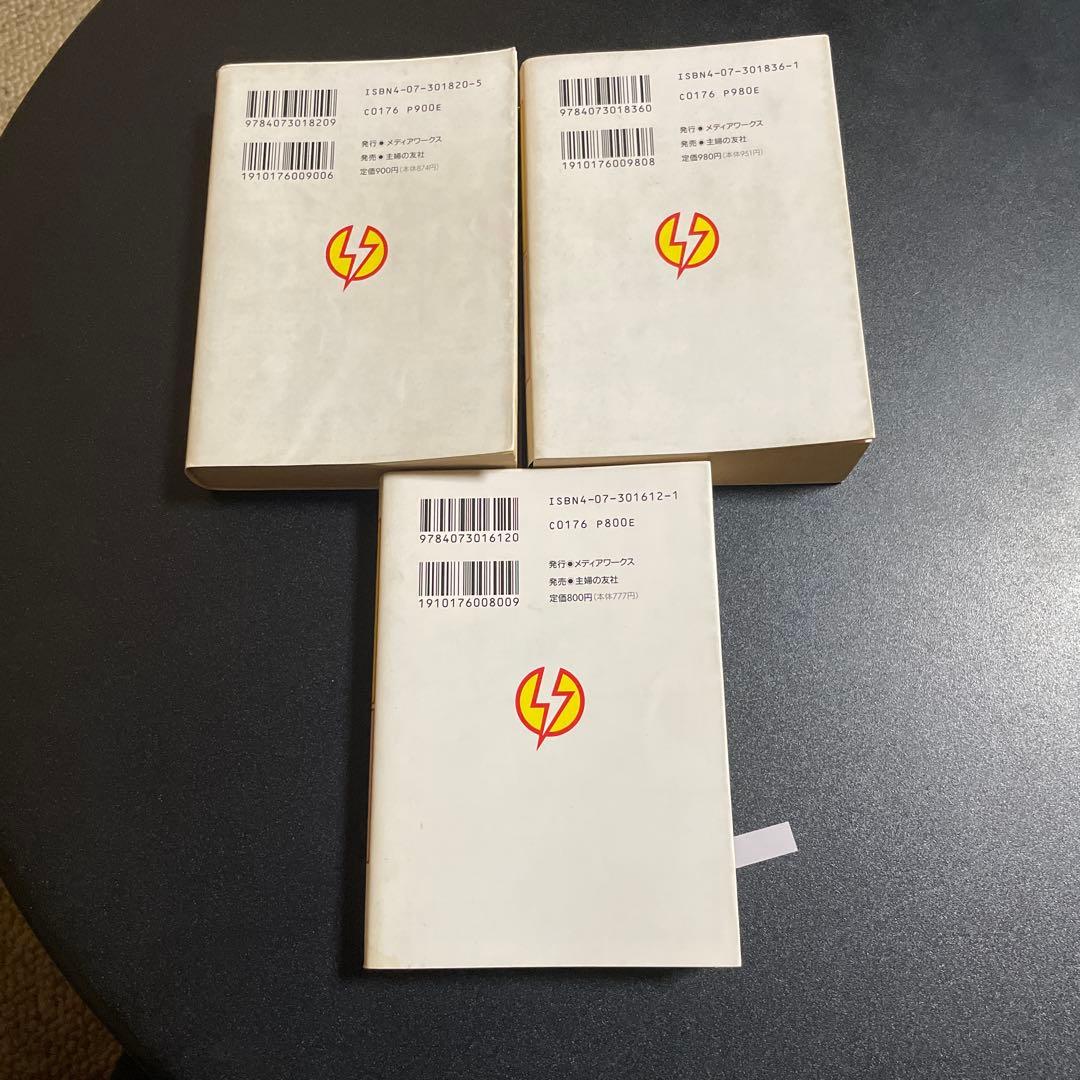 ISBN4-07-301820-5
C0176 P900E
9784073018209
発行●メディアワークス
発売●主婦の友社
定価900円(本体874円)
1910176009006
ISBN4-07-301836-1
C0176 P980E
9784073018360
発行●メディアワークス
発売●主婦の友社
定価980円(本体951円)
1910176009808
ISBN4-07-301612-1
C0176 P800E
9784073016120
発行●メディアワークス
発売●主婦の友社
定価800円(本体777円)
1910176008009